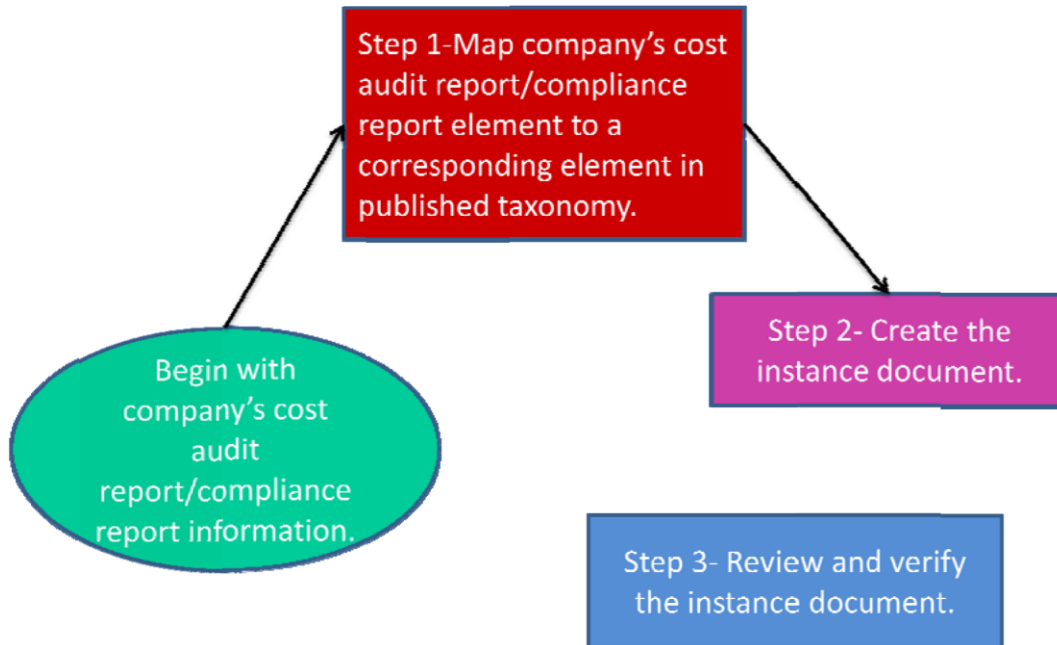 Step 1-Map company's cost
audit report/compliance
report element to a
corresponding element in
published taxonomy.
Step 2- Create the
instance document.
Begin with
company's cost
audit
report/compliance
report information.
Step 3- Review and verify
the instance document.